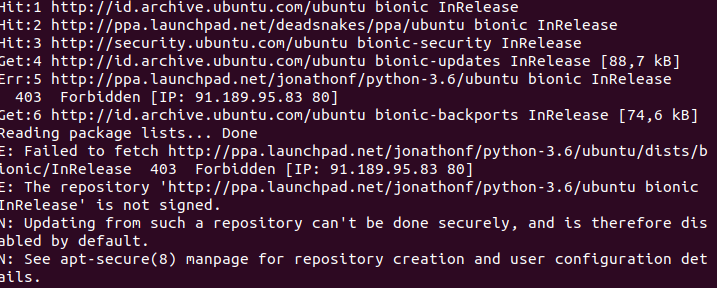 Hit:1 http://id.archive.ubuntu.com/ubuntu bionic InRelease
Hit:2 http://ppa.launchpad.net/deadsnakes/ppa/ubuntu bionic InRelease
Hit:3 http://security.ubuntu.com/ubuntu bionic-security InRelease
Get:4 http://id.archive.ubuntu.com/ubuntu bionic-updates InRelease [88,7 kB]
Err:5 http://ppa.launchpad.net/jonathonf/python-3.6/ubuntu bionic InRelease
403  Forbidden [IP: 91.189.95.83 80]
Get:6 http://id.archive.ubuntu.com/ubuntu bionic-backports InRelease [74,6 kB]
Reading package lists... Done
E: Failed to fetch http://ppa.launchpad.net/jonathonf/python-3.6/ubuntu/dists/b
ionic/InRelease  403  Forbidden [IP: 91.189.95.83 80]
E: The repository 'http://ppa.launchpad.net/jonathonf/python-3.6/ubuntu bionic
InRelease' is not signed.
N: Updating from such a repository can't be done securely, and is therefore dis
abled by default.
N: See apt-secure(8) manpage for repository creation and user configuration det
ails.